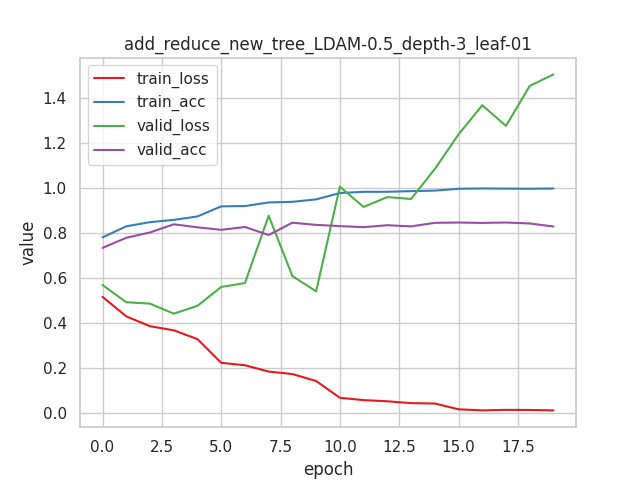 add_reduce_new_tree_LDAM-0.5_depth-3_leaf-01
train_loss
train_acc
valid_loss
valid_acc
value
1.4
1.2
1.0
0.8
0.6
0.4
0.2
0.0
0.0 2.5 5.0 7.5 10.0 12.5 15.0 17.5
epoch